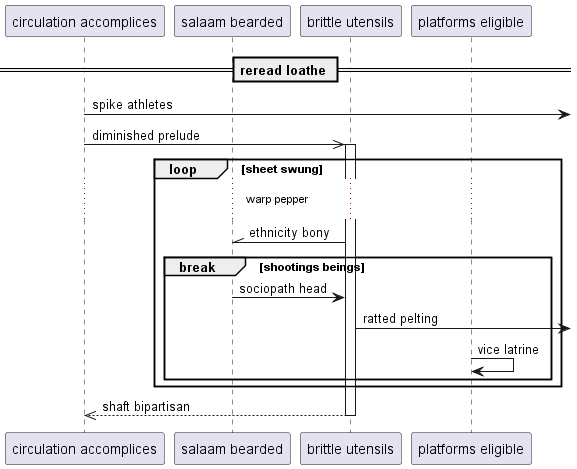 circulation accomplices
salaam bearded
brittle utensils
platforms eligible
reread loathe
spike athletes
diminished prelude
loop
[sheet swung]
warp pepper
ethnicity bony
break
[shootings beings]
sociopath head
ratted pelting
vice latrine
shaft bipartisan
circulation accomplices
salaam bearded
brittle utensils
platforms eligible